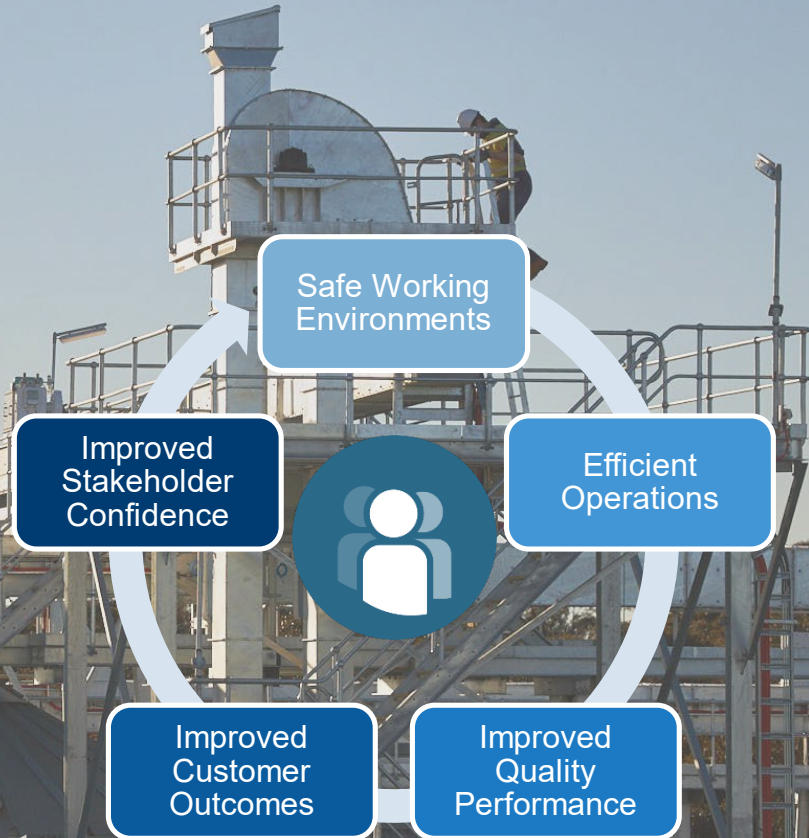 Safe Working
Environments
Efficient
Operations
Improved
Quality
Performance
Improved
Customer
Outcomes
Improved
Stakeholder
Confidence